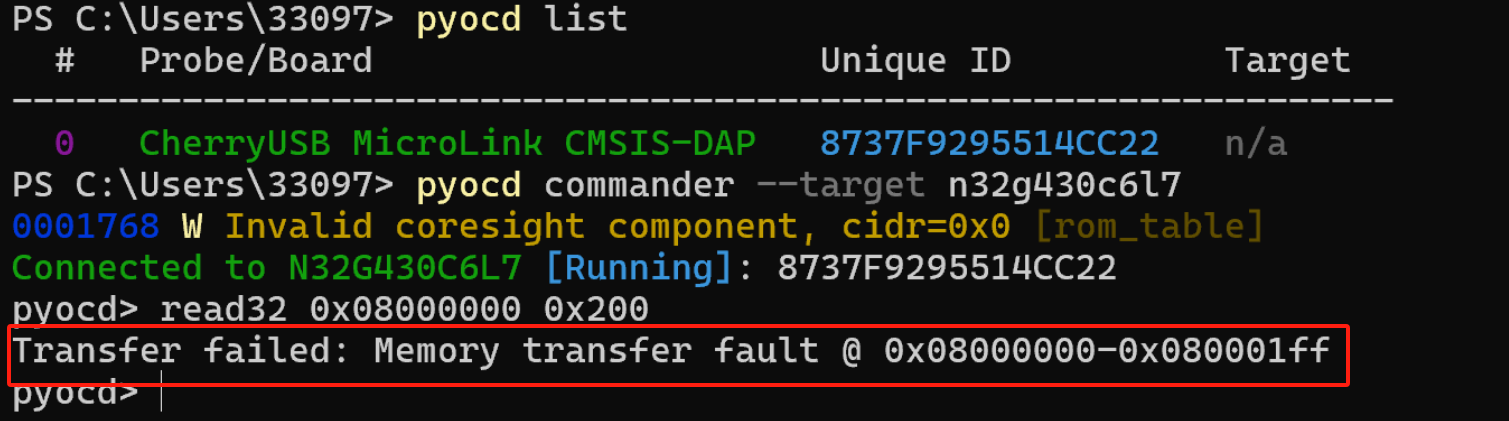 PS C:\Users\33097> pyocd list
# Probe/Board Unique ID Target
-----------------------------------------------------------------
0 CherryUSB MicroLink CMSIS-DAP 8737F9295514CC22 n/a
PS C:\Users\33097> pyocd commander --target n32g430c6l7
0001768 W Invalid coresight component, cidr=0x0 [rom_table]
Connected to N32G430C6L7 [Running]: 8737F9295514CC22
pyocd> read32 0x08000000 0x200
Transfer failed: Memory transfer fault @ 0x08000000-0x080001ff
pyocd>